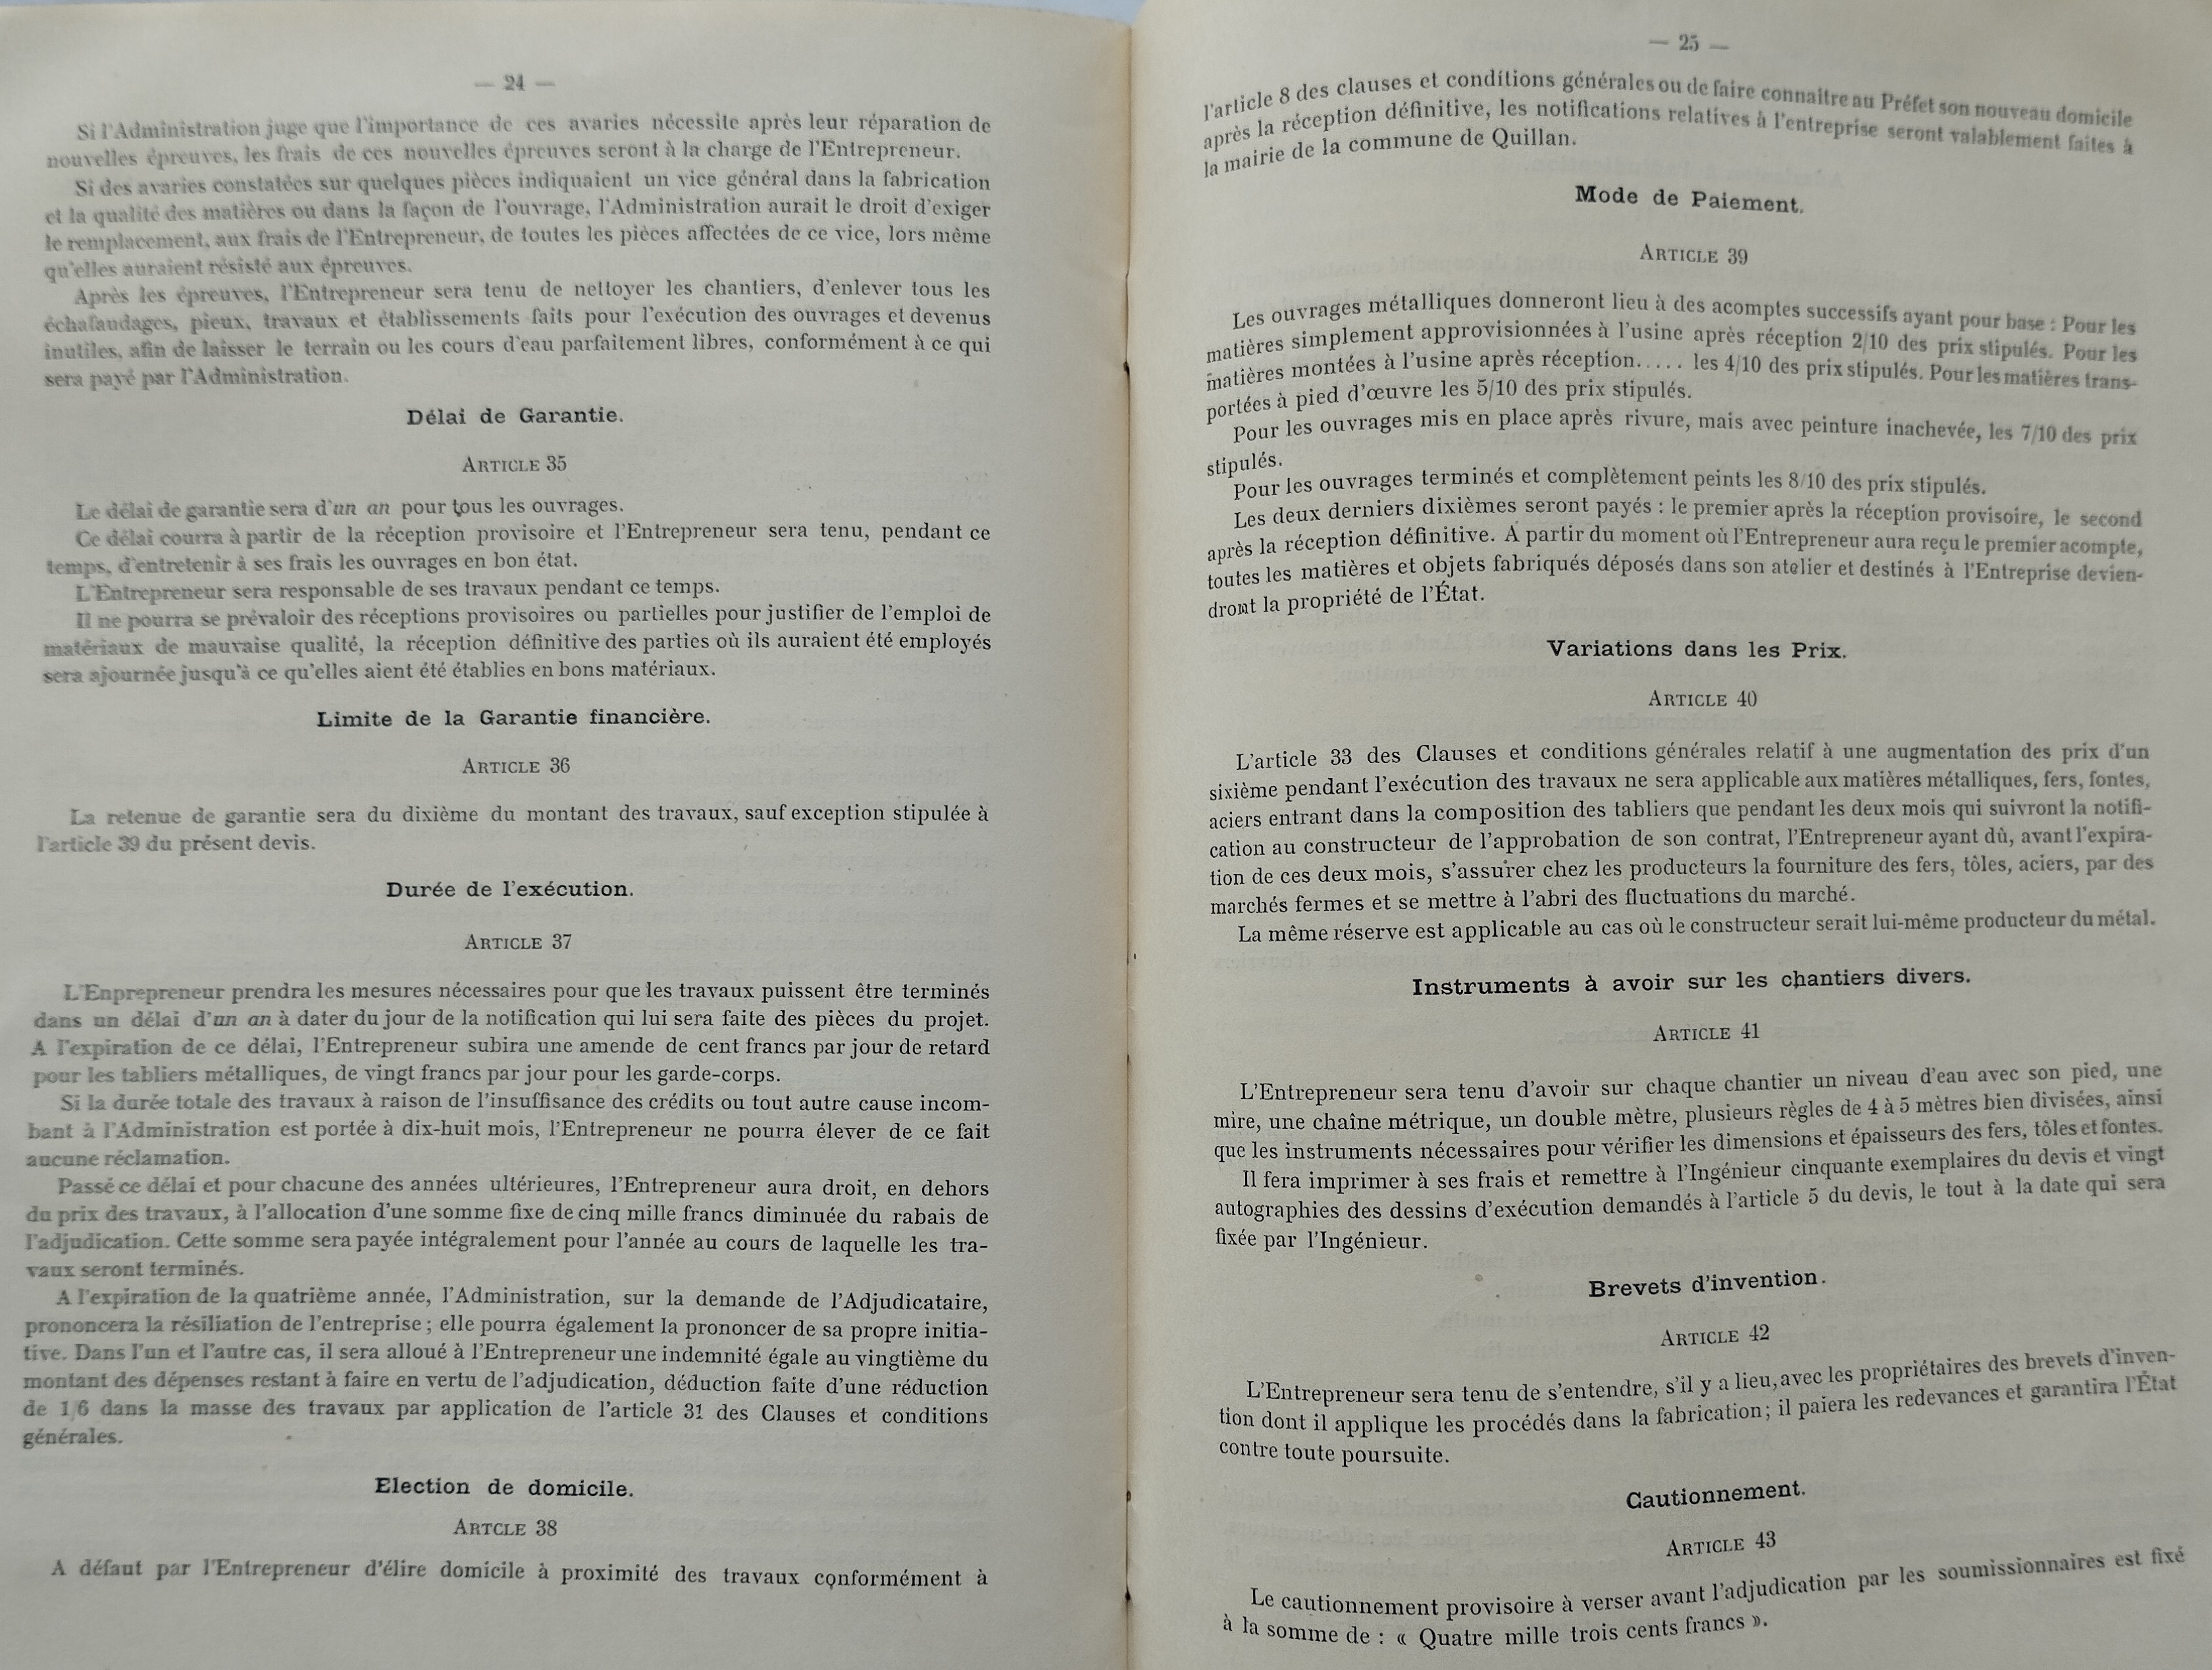 — 24 —
Si l'Administration juge que l'importance de ces avaries nécessite après leur réparation de
nouvelles épreuves, les frais de ces nouvelles épreuves seront à la charge de l'Entrepreneur.
Si des avaries constatées sur quelques pièces indiquaient un vice général dans la fabrication
et la qualité des matières ou dans la façon de l'ouvrage, l'Administration aurait le droit d'exiger
le remplacement, aux frais de l'Entrepreneur, de toutes les pièces affectées de ce vice, lors même
qu'elles auraient résisté aux épreuves.
Après les épreuves, l'Entrepreneur sera tenu de nettoyer les chantiers, d'enlever tous les
échafaudages, pieux, travaux et établissements faits pour l'exécution des ouvrages et devenus
inutiles, afin de laisser le terrain ou les cours d'eau parfaitement libres, conformément à ce qui
sera payé par l'Administration.
Délai de Garantie.
ARTICLE 35
Le délai de garantie sera d'un an pour tous les ouvrages.
Ce délai courra à partir de la réception provisoire et l'Entrepreneur sera tenu, pendant ce
temps, d'entretenir à ses frais les ouvrages en bon état.
L'Entrepreneur sera responsable de ses travaux pendant ce temps.
Il ne pourra se prévaloir des réceptions provisoires ou partielles pour justifier de l'emploi de
matériaux de mauvaise qualité, la réception définitive des parties où ils auraient été employés
sera ajournée jusqu'à ce qu'elles aient été établies en bons matériaux.
Limite de la Garantie financière.
ARTICLE 36
La retenue de garantie sera du dixième du montant des travaux, sauf exception stipulée à
l'article 39 du présent devis.
Durée de l'exécution.
ARTICLE 37
L'Enprepreneur prendra les mesures nécessaires pour que les travaux puissent être terminés
dans un délai d'un an à dater du jour de la notification qui lui sera faite des pièces du projet.
A l'expiration de ce délai, l'Entrepreneur subira une amende de cent francs par jour de retard
pour les tabliers métalliques, de vingt francs par jour pour les garde-corps.
Si la durée totale des travaux à raison de l'insuffisance des crédits ou tout autre cause incom-
bant à l'Administration est portée à dix-huit mois, l'Entrepreneur ne pourra élever de ce fait
aucune réclamation.
Passé ce délai et pour chacune des années ultérieures, l'Entrepreneur aura droit, en dehors
du prix des travaux, à l'allocation d'une somme fixe de cinq mille francs diminuée du rabais de
l'adjudication. Cette somme sera payée intégralement pour l'année au cours de laquelle les tra-
vaux seront terminés.
A l'expiration de la quatrième année, l'Administration, sur la demande de l'Adjudicataire,
prononcera la résiliation de l'entreprise ; elle pourra également la prononcer de sa propre initia-
tive. Dans l'un et l'autre cas, il sera alloué à l'Entrepreneur une indemnité égale au vingtième du
montant des dépenses restant à faire en vertu de l'adjudication, déduction faite d'une réduction
de 1/6 dans la masse des travaux par application de l'article 31 des Clauses et conditions
générales.
Election de domicile.
ARTCLE 38
A défaut par l'Entrepreneur d'élire domicile à proximité des travaux conformément à
— 25 —
l'article 8 des clauses et conditions générales ou de faire connaitre au Préfet son nouveau domicile
après la réception définitive, les notifications relatives à l'entreprise seront valablement faites à
la mairie de la commune de Quillan.
Mode de Paiement.
ARTICLE 39
Les ouvrages métalliques donneront lieu à des acomptes successifs ayant pour base : Pour les
matières simplement approvisionnées à l'usine après réception 2/10 des prix stipulés. Pour les
matières montées à l'usine après réception..... les 4/10 des prix stipulés. Pour les matières trans-
portées à pied d'œuvre les 5/10 des prix stipulés.
Pour les ouvrages mis en place après rivure, mais avec peinture inachevée, les 7/10 des prix
stipulés.
Pour les ouvrages terminés et complètement peints les 8/10 des prix stipulés.
Les deux derniers dixièmes seront payés : le premier après la réception provisoire, le second
après la réception définitive. A partir du moment où l'Entrepreneur aura reçu le premier acompte,
toutes les matières et objets fabriqués déposés dans son atelier et destinés à l'Entreprise devien-
dront la propriété de l'État.
Variations dans les Prix.
ARTICLE 40
L'article 33 des Clauses et conditions générales relatif à une augmentation des prix d'un
sixième pendant l'exécution des travaux ne sera applicable aux matières métalliques, fers, fontes,
aciers entrant dans la composition des tabliers que pendant les deux mois qui suivront la notifi-
cation au constructeur de l'approbation de son contrat, l'Entrepreneur ayant dû, avant l'expira-
tion de ces deux mois, s'assurer chez les producteurs la fourniture des fers, tôles, aciers, par des
marchés fermes et se mettre à l'abri des fluctuations du marché.
La même réserve est applicable au cas où le constructeur serait lui-même producteur du métal.
Instruments à avoir sur les chantiers divers.
ARTICLE 41
L'Entrepreneur sera tenu d'avoir sur chaque chantier un niveau d'eau avec son pied, une
mire, une chaîne métrique, un double mètre, plusieurs règles de 4 à 5 mètres bien divisées, ainsi
que les instruments nécessaires pour vérifier les dimensions et épaisseurs des fers, tôles et fontes.
Il fera imprimer à ses frais et remettre à l'Ingénieur cinquante exemplaires du devis et vingt
autographies des dessins d'exécution demandés à l'article 5 du devis, le tout à la date qui sera
fixée par l'Ingénieur.
Brevets d'invention.
ARTICLE 42
L'Entrepreneur sera tenu de s'entendre, s'il y a lieu, avec les propriétaires des brevets d'inven-
tion dont il applique les procédés dans la fabrication; il paiera les redevances et garantira l'État
contre toute poursuite.
Cautionnement.
ARTICLE 43
Le cautionnement provisoire à verser avant l'adjudication par les soumissionnaires est fixé
à la somme de : « Quatre mille trois cents francs ».